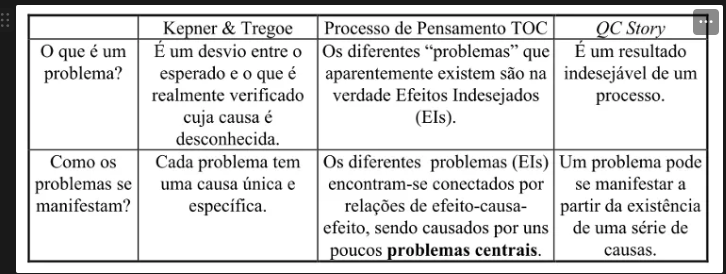 Kepner & Tregoe Processo de Pensamento TOC QC Story
O que é um problema?
É um desvio entre o
esperado e o que é
realmente verificado
cuja causa é
desconhecida.
Os diferentes “problemas” que
aparentemente existem são na
verdade Efeitos Indesejados
(EIs).
É um resultado
indesejável de um
processo.
Como os
problemas se
manifestam?
Cada problema tem
uma causa única e
específica.
Os diferentes problemas (EIs)
encontram-se conectados por
relações de efeito-causa-
efeito, sendo causados por uns
poucos problemas centrais.
Um problema pode
se manifestar a
partir da existência
de uma série de
causas.